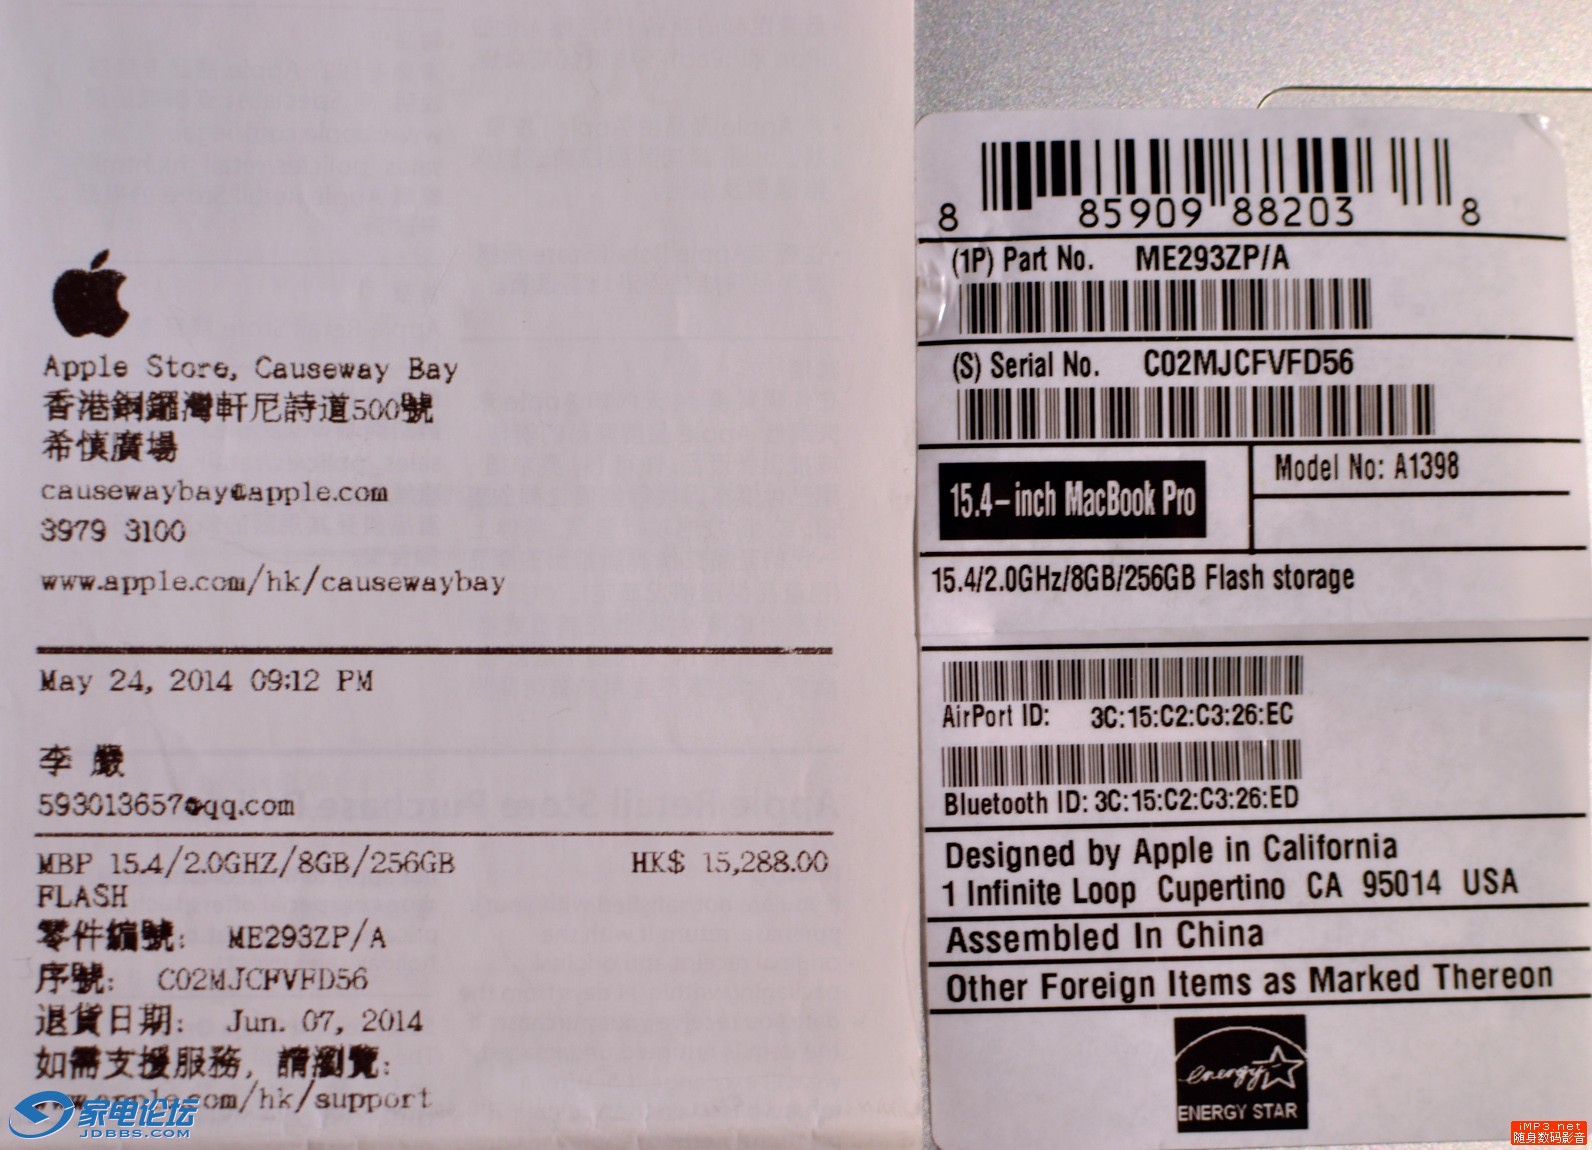 Apple Store, Causeway Bay
香港銅鑼灣軒尼詩道500號
希慎廣場
causewaybay@apple.com
3979 3100
www.apple.com/hk/causewaybay
May 24, 2014 09:12 PM
李 嚴
593013657@qq.com
MBP 15.4/2.0GHZ/8GB/256GB HK$ 15,288.00
FLASH
零件編號: ME293ZP/A
序號: C02MJCFVFD56
退貨日期: Jun. 07, 2014
如需支援服務, 請瀏覽:
www.apple.com/hk/support
家电论坛
JDBBS.COM
8 85909 88203 8
(1P) Part No. ME293ZP/A
(S) Serial No. C02MJCFVFD56
15.4-inch MacBook Pro
Model No: A1398
15.4/2.0GHz/8GB/256GB Flash storage
AirPort ID: 3C:15:C2:C3:26:EC
Bluetooth ID: 3C:15:C2:C3:26:ED
Designed by Apple in California
1 Infinite Loop Cupertino CA 95014 USA
Assembled In China
Other Foreign Items as Marked Thereon
energy
ENERGY STAR
iMP3.net
随身数码影音